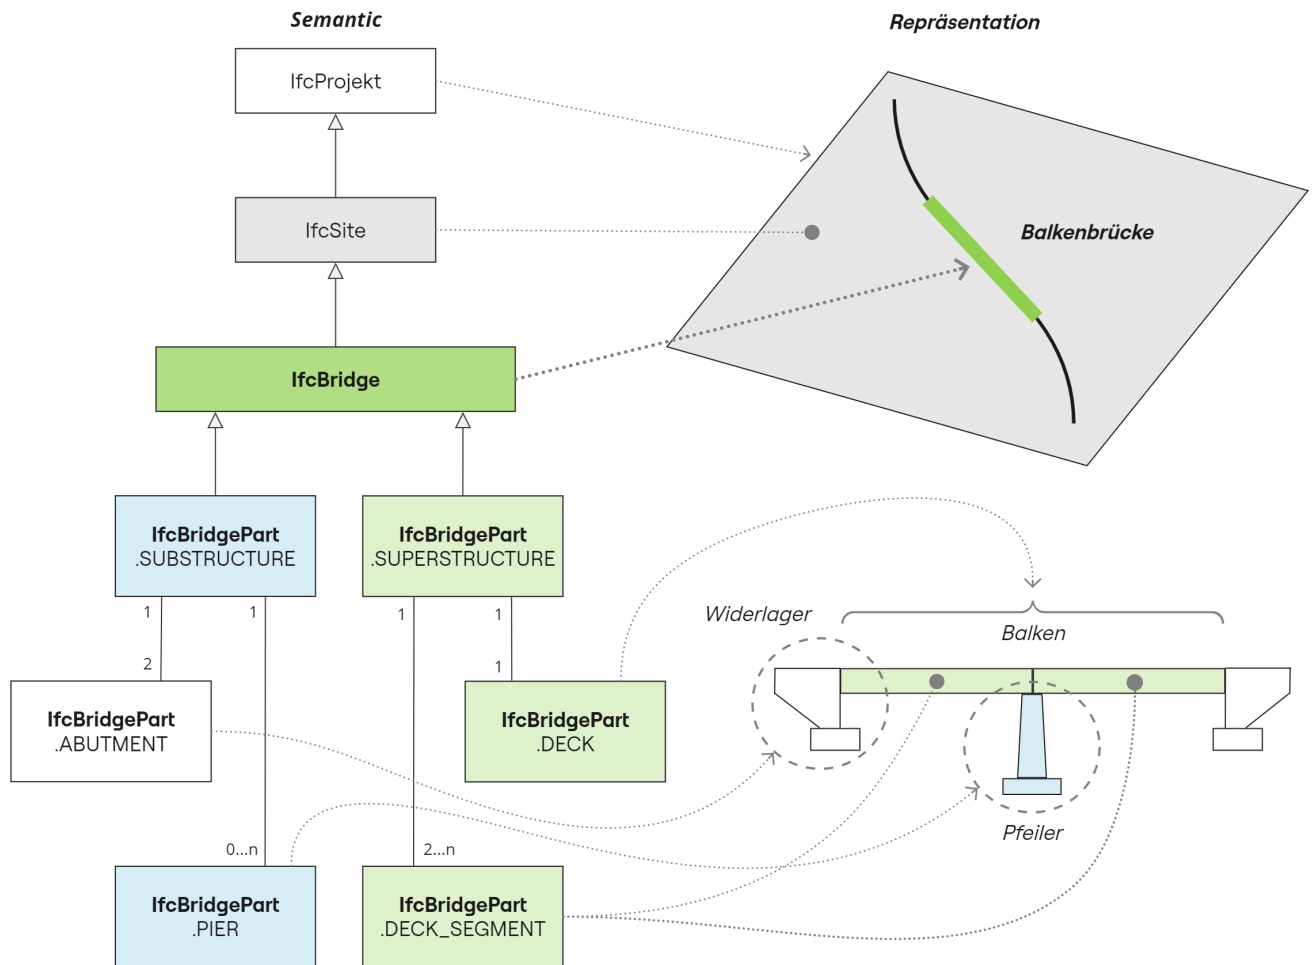 Semantic
Repräsentation
IfcProjekt
IfcSite
Balkenbrücke
IfcBridge
IfcBridgePart
.SUBSTRUCTURE
IfcBridgePart
.SUPERSTRUCTURE
1
1
1
1
2
1
Widerlager
Balken
IfcBridgePart
.ABUTMENT
IfcBridgePart
.DECK
Pfeiler
0...n
2...n
IfcBridgePart
.PIER
IfcBridgePart
.DECK_SEGMENT